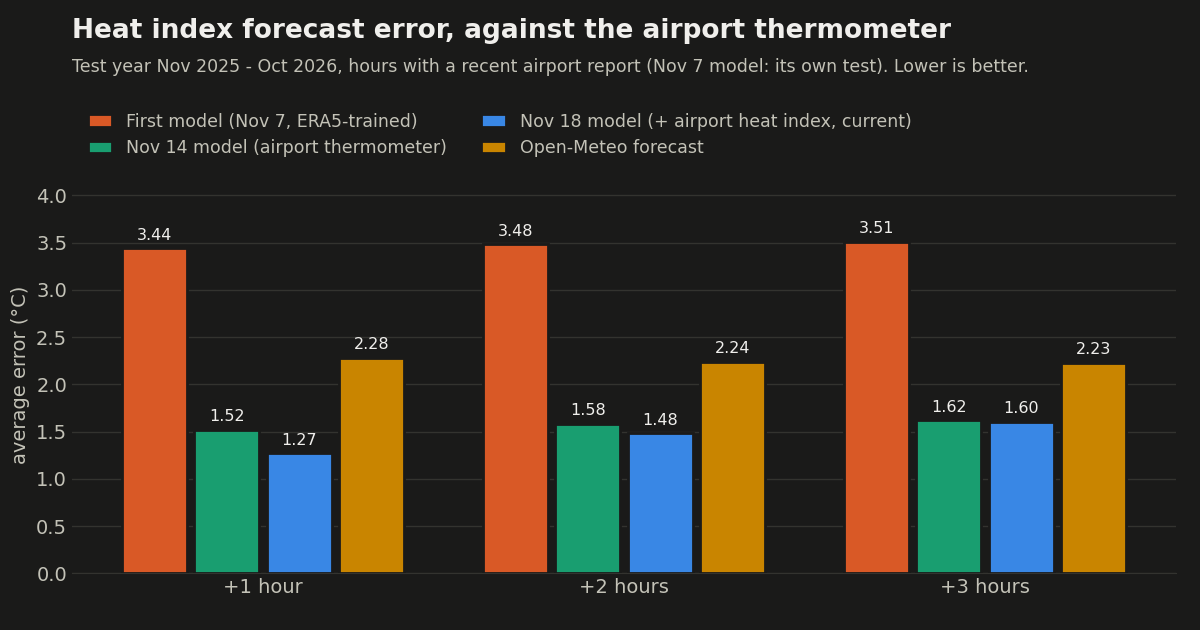 Heat index forecast error, against the airport thermometer
Test year Nov 2025 - Oct 2026, hours with a recent airport report (Nov 7 model: its own test). Lower is better.
First model (Nov 7, ERA5-trained)
Nov 14 model (airport thermometer)
Nov 18 model (+ airport heat index, current)
Open-Meteo forecast
average error (°C)
4.0
3.5
3.0
2.5
2.0
1.5
1.0
0.5
0.0
3.44
1.52
1.27
2.28
3.48
1.58
1.48
2.24
3.51
1.62
1.60
2.23
+1 hour
+2 hours
+3 hours